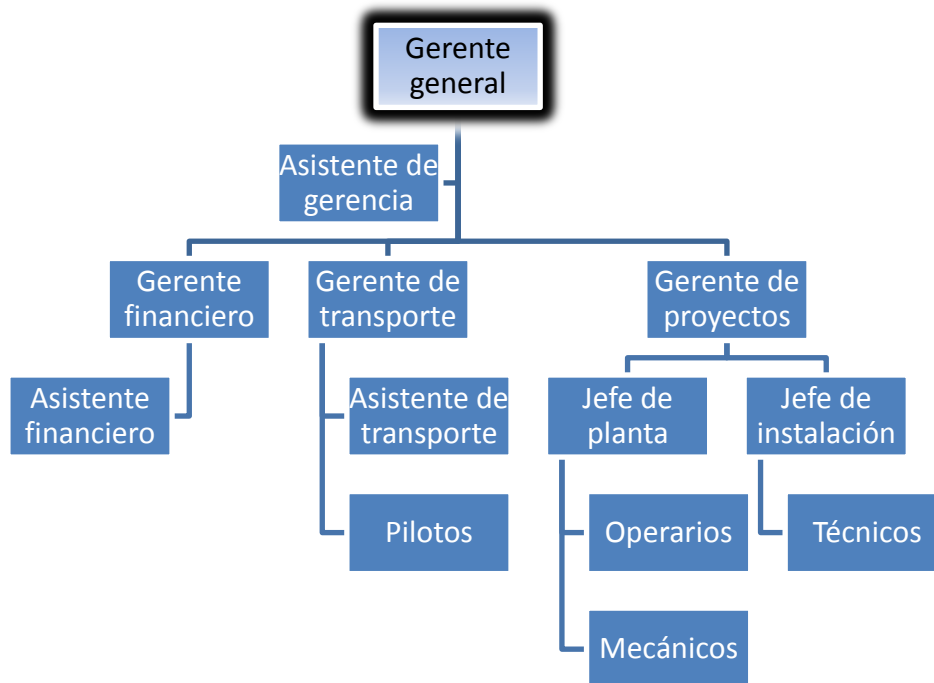 Gerente
general
Asistente de
gerencia
Gerente
financiero
Gerente de
transporte
Gerente de
proyectos
Asistente
financiero
Asistente de
transporte
Jefe de
planta
Jefe de
instalación
Pilotos
Operarios
Técnicos
Mecánicos